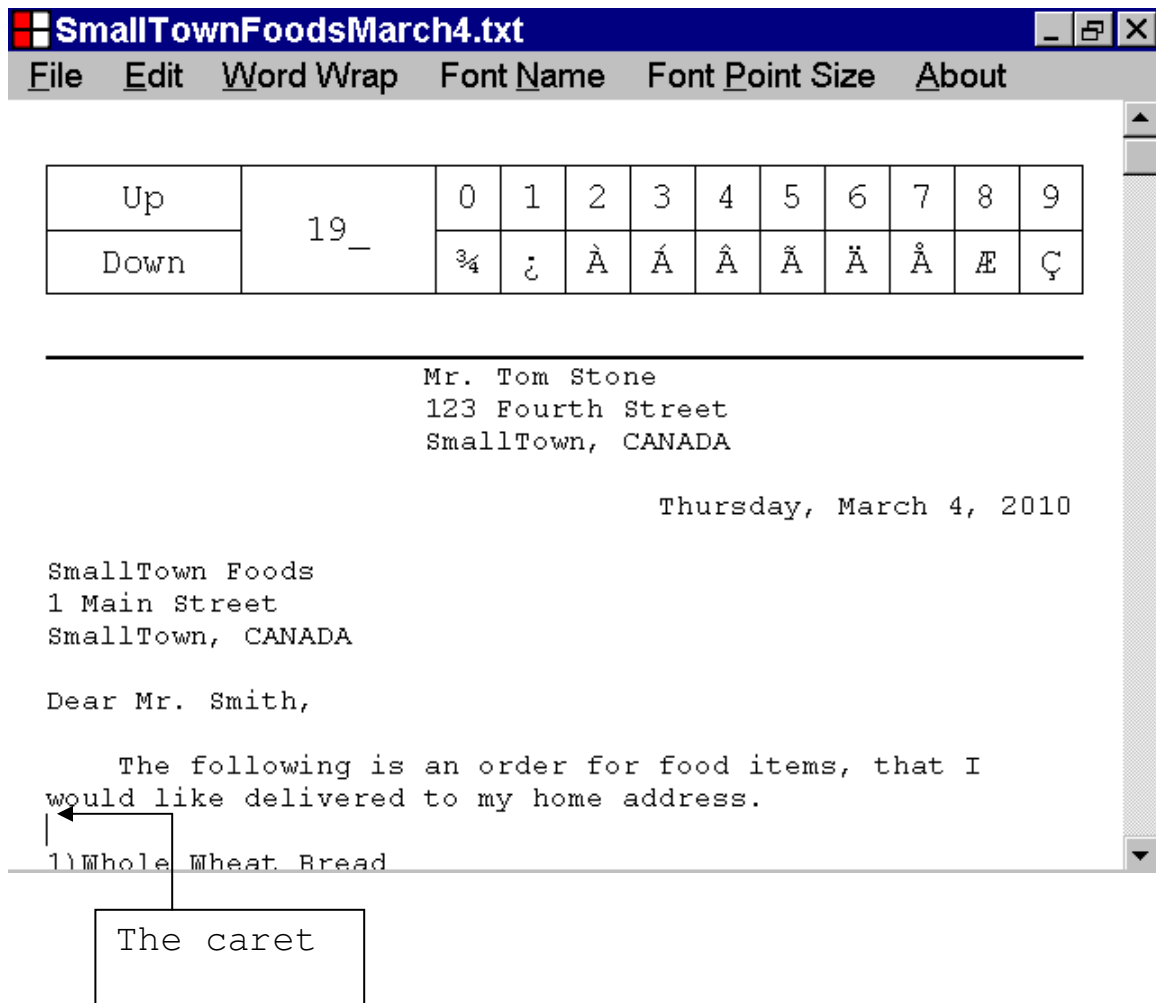 SmallTownFoodsMarch4.txt
File Edit Word Wrap Font Name Font Point Size About
Up 19_ 0 1 2 3 4 5 6 7 8 9
Down ¾ ¿ À Á Â Ã Ä Å Æ Ç
Mr. Tom Stone
123 Fourth Street
SmallTown, CANADA
Thursday, March 4, 2010
SmallTown Foods
1 Main Street
SmallTown, CANADA
Dear Mr. Smith,
The following is an order for food items, that I
would like delivered to my home address.
1)Whole Wheat Bread
The caret